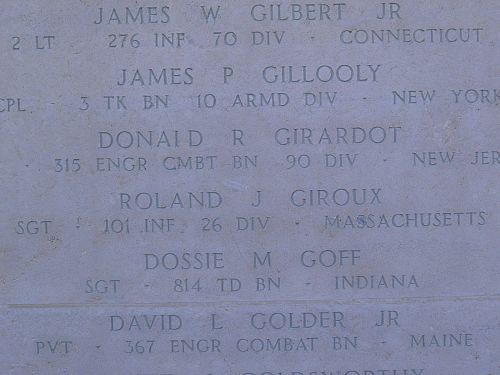 JAMES W GILBERT JR
2 LT · 276 INF 70 DIV · CONNECTICUT
JAMES P GILLOOLY
CPL · 3 TK BN 10 ARMD DIV · NEW YORK
DONALD R GIRARDOT
· 315 ENGR CMBT BN 90 DIV · NEW JER
ROLAND J GIROUX
SGT · 101 INF 26 DIV · MASSACHUSETTS
DOSSIE M GOFF
SGT · 814 TD BN · INDIANA
DAVID L GOLDER JR
PVT · 367 ENGR COMBAT BN · MAINE
GOLDSWORTHY